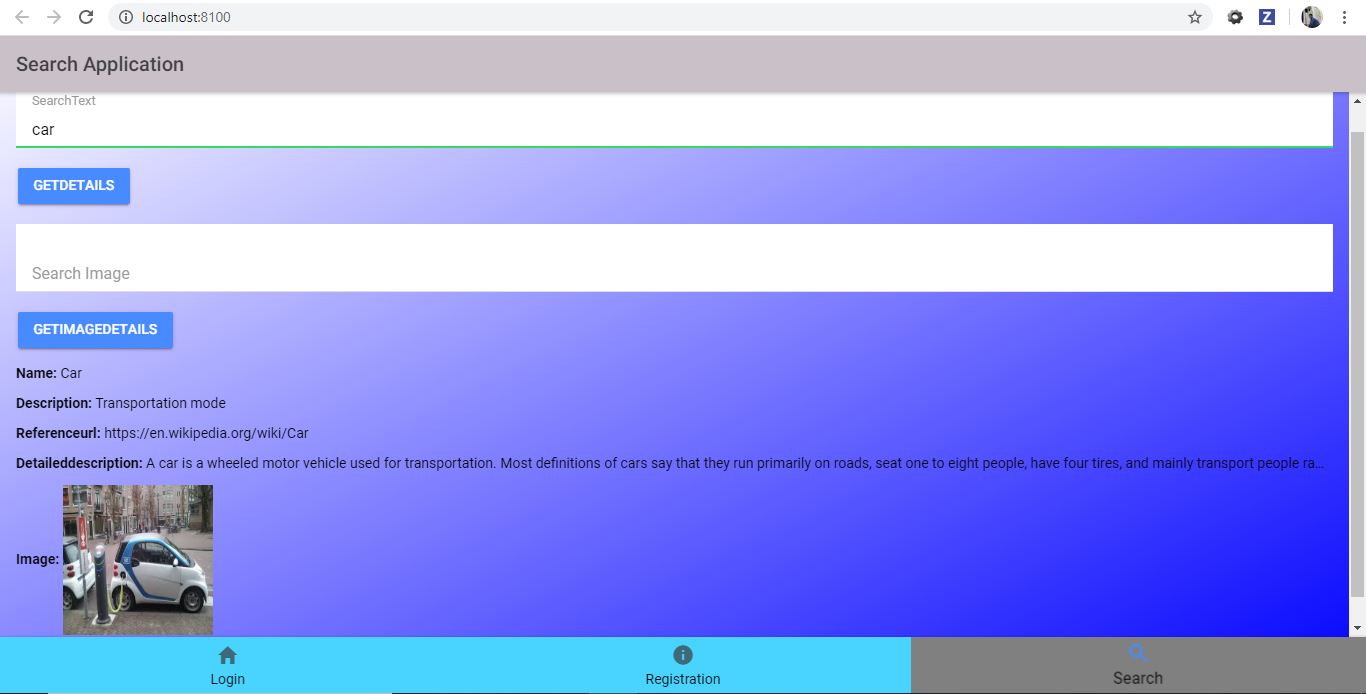 localhost:8100
Z
Search Application
SearchText
car
GETDETAILS
Search Image
GETIMAGEDETAILS
Name: Car
Description: Transportation mode
Referenceurl: https://en.wikipedia.org/wiki/Car
Detaileddescription: A car is a wheeled motor vehicle used for transportation. Most definitions of cars say that they run primarily on roads, seat one to eight people, have four tires, and mainly transport people ra...
Image:
Login
Registration
Search